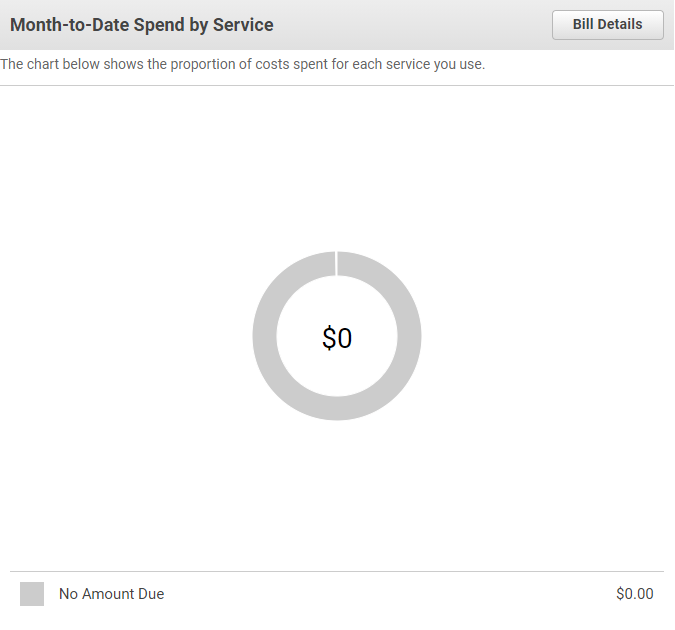 Month-to-Date Spend by Service
Bill Details
The chart below shows the proportion of costs spent for each service you use.
$0
No Amount Due
$0.00